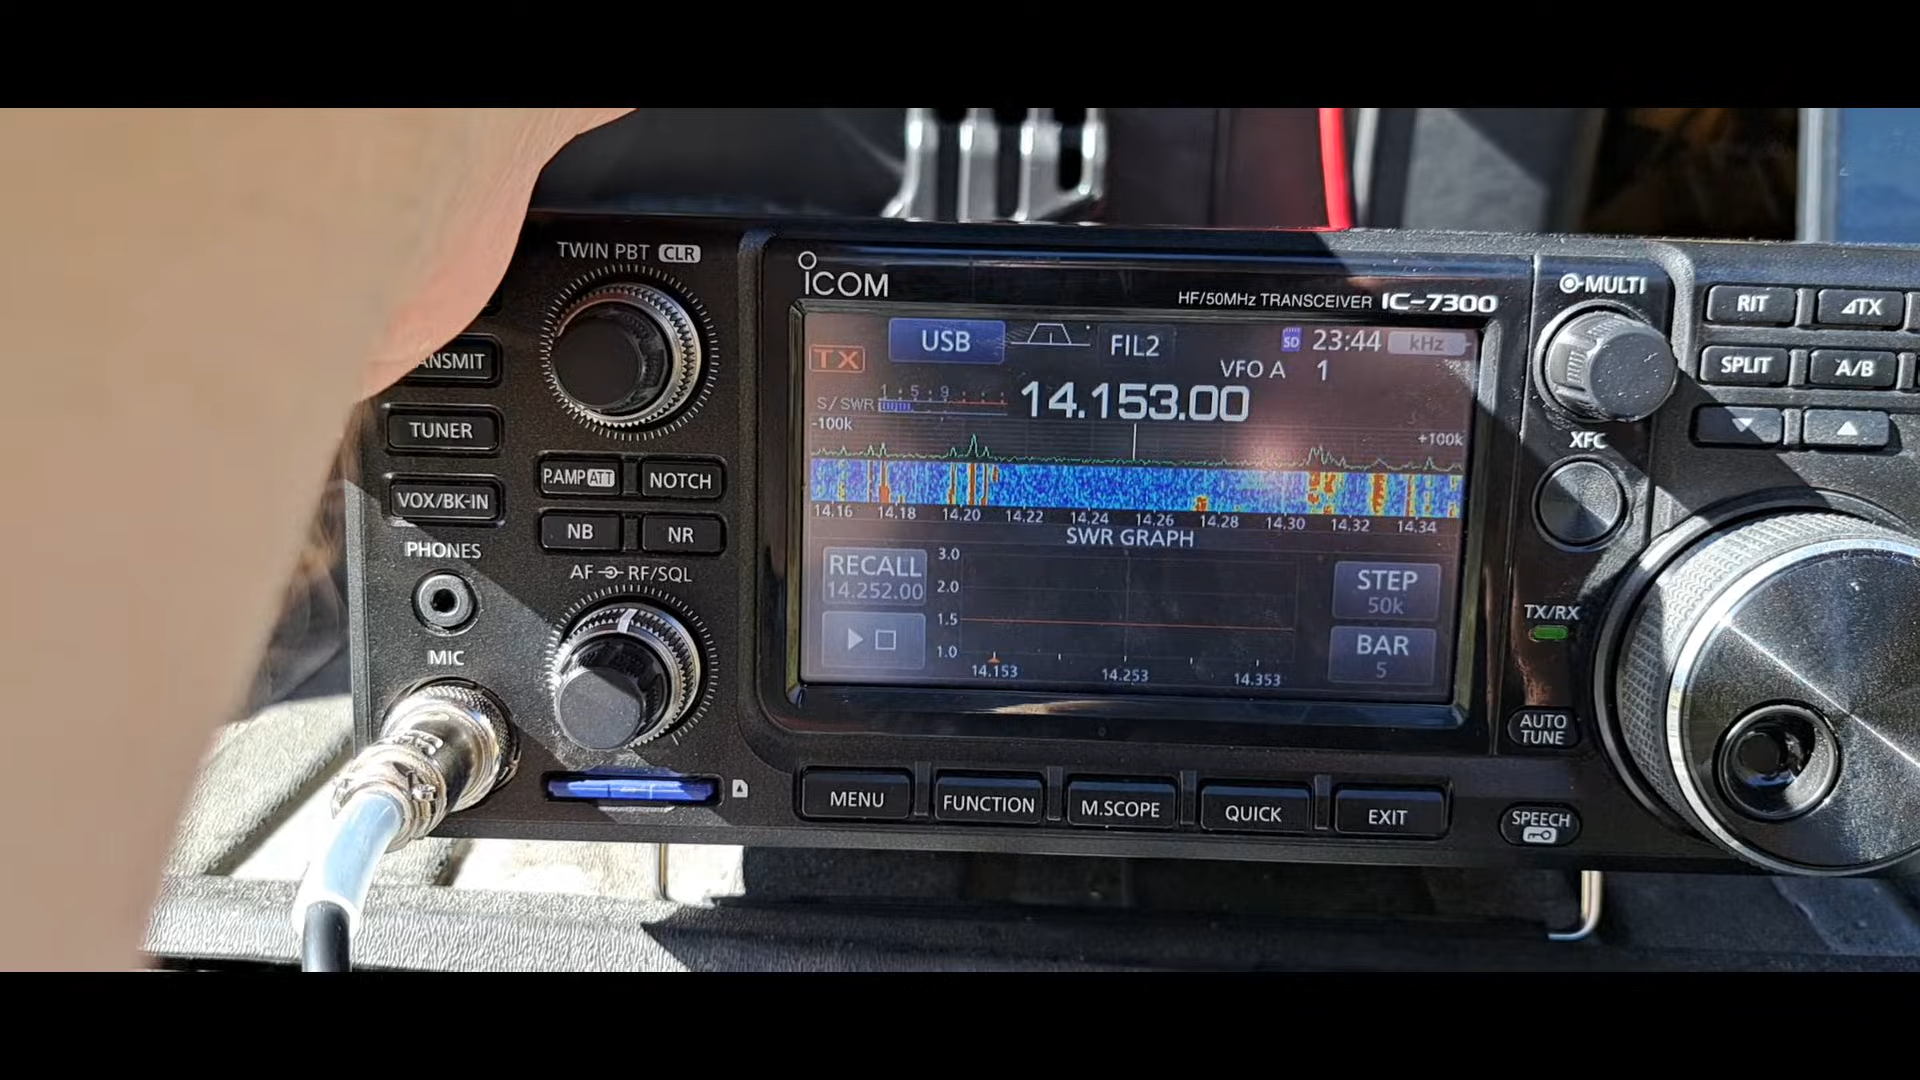 TWIN PBT CLR
ICOM
HF/50MHz TRANSCEIVER IC-7300
MULTI
RIT
⊿TX
SPLIT
A/B
XFC
ANSMIT
TUNER
VOX/BK-IN
P.AMP ATT
NOTCH
NB
NR
PHONES
AF RF/SQL
MIC
TX
USB
FIL2
SD
23:44
kHz
VFO A
1
S/SWR
1 5 9
14.153.00
-100k
+100k
14.16 14.18 14.20 14.22 14.24 14.26 14.28 14.30 14.32 14.34
SWR GRAPH
RECALL
14.252.00
3.0
2.0
1.5
1.0
14.153 14.253 14.353
STEP
50k
BAR
5
TX/RX
AUTO
TUNE
MENU
FUNCTION
M.SCOPE
QUICK
EXIT
SPEECH